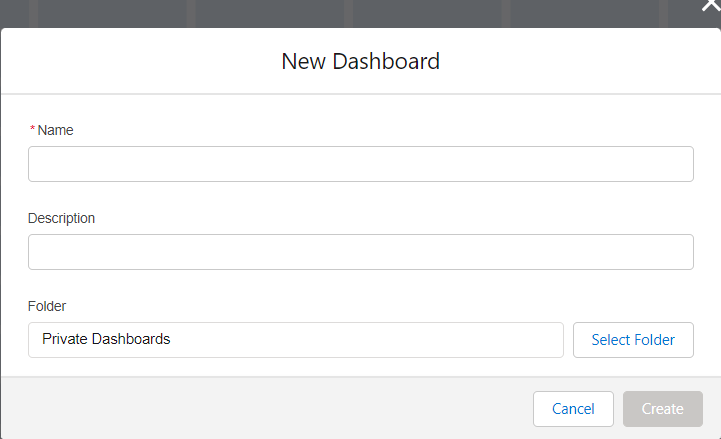 New Dashboard
*Name
Description
Folder
Private Dashboards
Select Folder
Cancel
Create